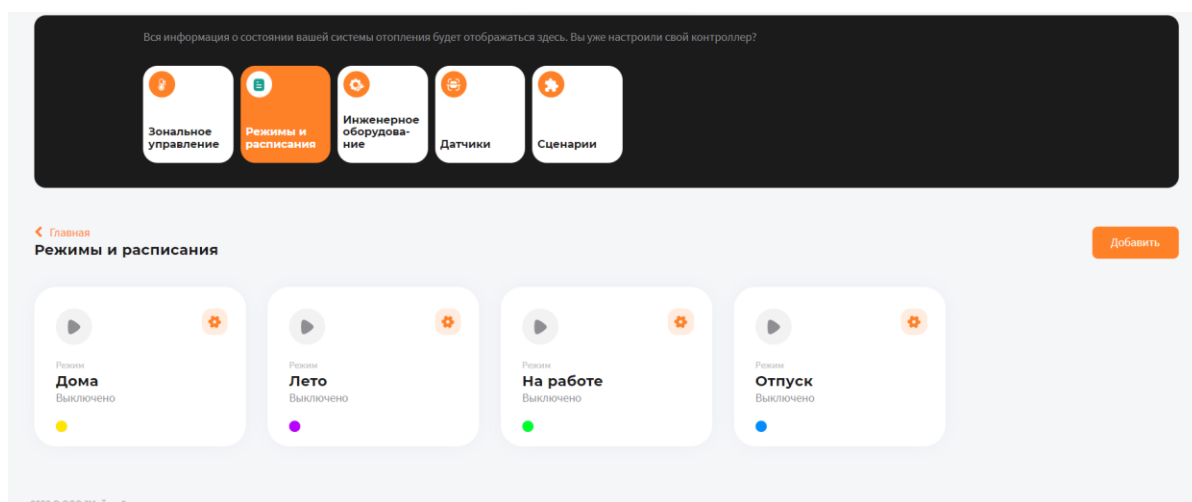 Вся информация о состоянии вашей системы отопления будет отображаться здесь. Вы уже настроили свой контроллер?
Зональное
управление
Режимы и
расписания
Инженерное
оборудова-
ние
Датчики
Сценарии
Главная
Режимы и расписания
Добавить
Режим
Дома
Выключено
Режим
Лето
Выключено
Режим
На работе
Выключено
Режим
Отпуск
Выключено